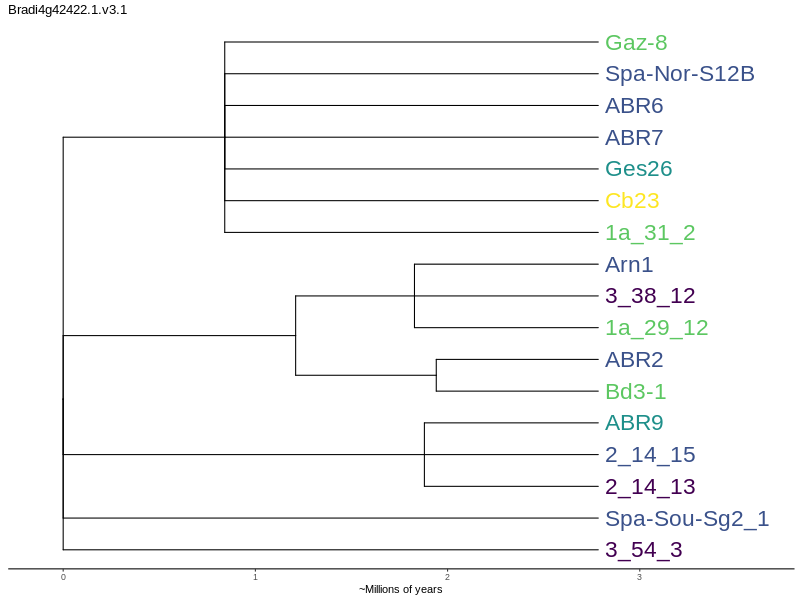 Bradi4g42422.1.v3.1
Gaz-8
Spa-Nor-S12B
ABR6
ABR7
Ges26
Cb23
1a_31_2
Arn1
3_38_12
1a_29_12
ABR2
Bd3-1
ABR9
2_14_15
2_14_13
Spa-Sou-Sg2_1
3_54_3
0 1 2 3
~Millions of years